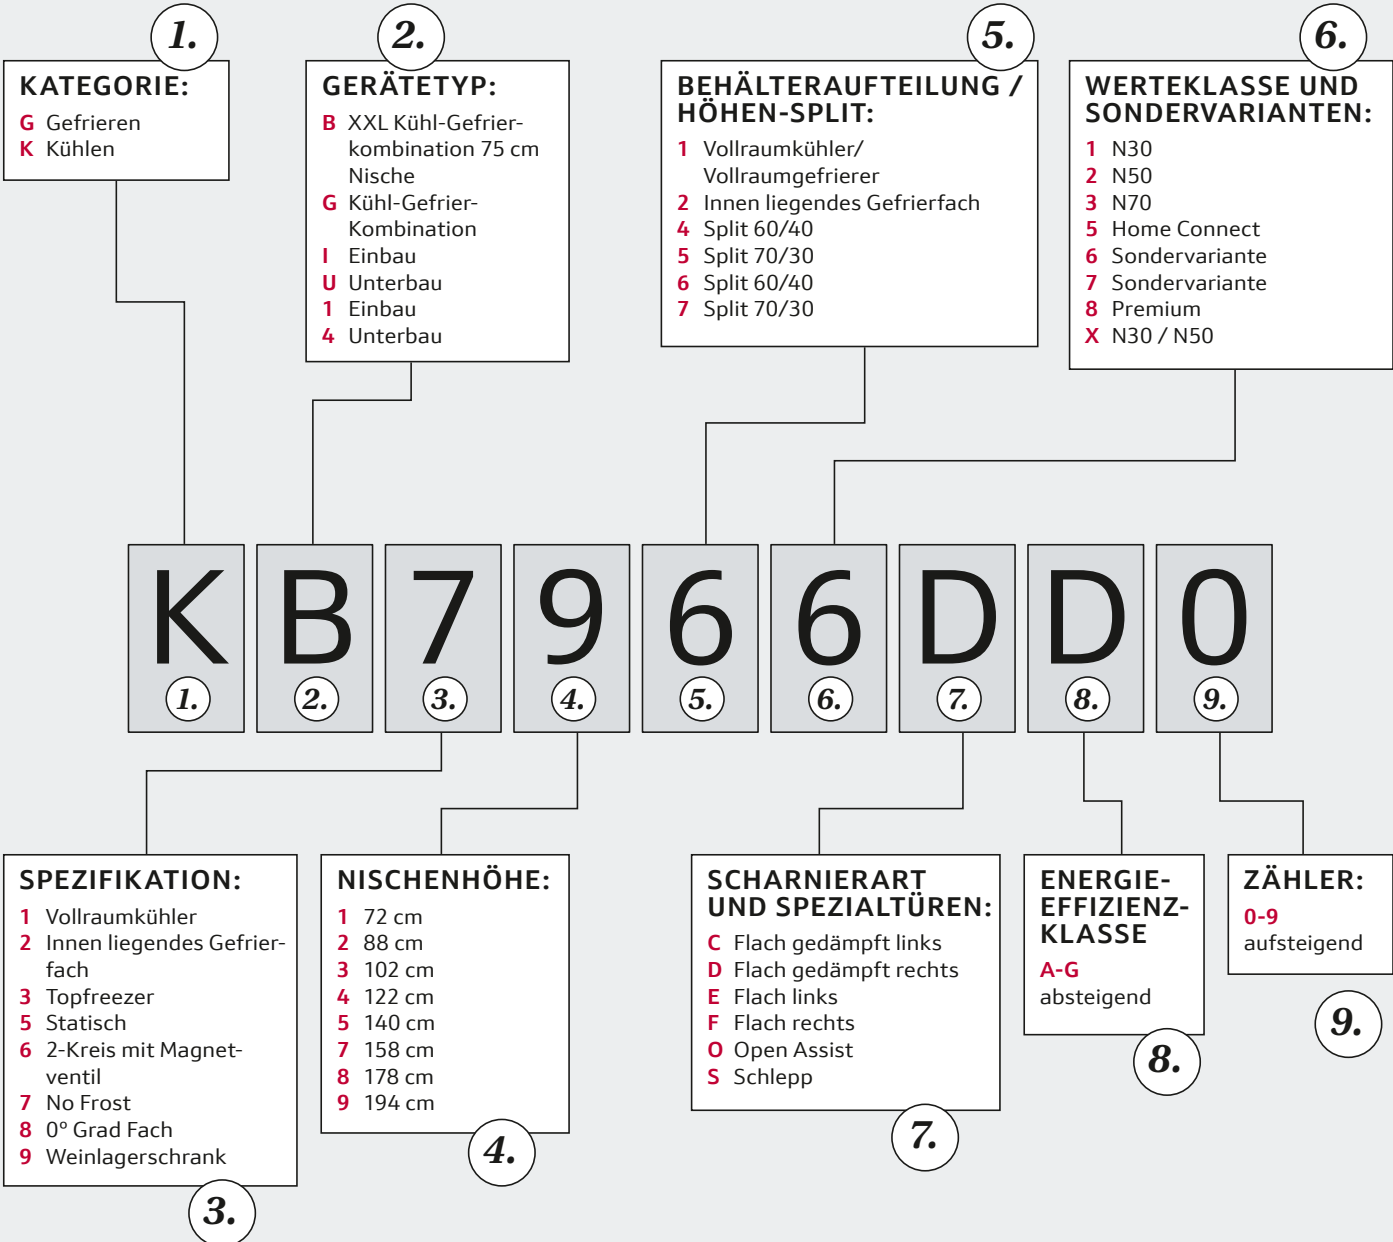 1.
KATEGORIE:
G Gefrieren
K Kühlen
2.
GERÄTETYP:
B XXL Kühl-Gefrier-
kombination 75 cm
Nische
G Kühl-Gefrier-
Kombination
I Einbau
U Unterbau
1 Einbau
4 Unterbau
5.
BEHÄLTERAUFTEILUNG /
HÖHEN-SPLIT:
1 Vollraumkühler/
Vollraumgefrierer
2 Innen liegendes Gefrierfach
4 Split 60/40
5 Split 70/30
6 Split 60/40
7 Split 70/30
6.
WERTEKLASSE UND
SONDERVARIANTEN:
1 N30
2 N50
3 N70
5 Home Connect
6 Sondervariante
7 Sondervariante
8 Premium
X N30 / N50
K B 7 9 6 6 D D 0
1. 2. 3. 4. 5. 6. 7. 8. 9.
SPEZIFIKATION:
1 Vollraumkühler
2 Innen liegendes Gefrier-
fach
3 Topfreezer
5 Statisch
6 2-Kreis mit Magnet-
ventil
7 No Frost
8 0° Grad Fach
9 Weinlagerschrank
3.
NISCHENHÖHE:
1 72 cm
2 88 cm
3 102 cm
4 122 cm
5 140 cm
7 158 cm
8 178 cm
9 194 cm
4.
SCHARNIERART
UND SPEZIALTÜREN:
C Flach gedämpft links
D Flach gedämpft rechts
E Flach links
F Flach rechts
O Open Assist
S Schlepp
7.
ENERGIE-
EFFIZIENZ-
KLASSE
A-G
absteigend
8.
ZÄHLER:
0-9
aufsteigend
9.